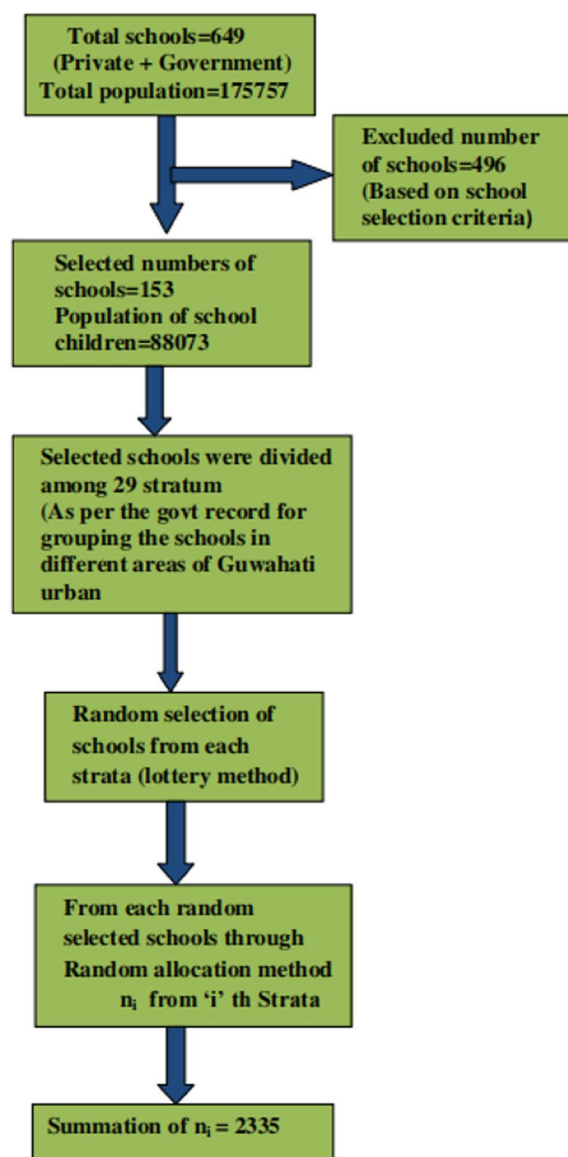 Total schools=649
(Private + Government)
Total population=175757
Excluded number
of schools=496
(Based on school
selection criteria)
Selected numbers of
schools=153
Population of school
children=88073
Selected schools were divided
among 29 stratum
(As per the govt record for
grouping the schools in
different areas of Guwahati
urban
Random selection of
schools from each
strata (lottery method)
From each random
selected schools through
Random allocation method
nᵢ from ‘i’ th Strata
Summation of nᵢ = 2335